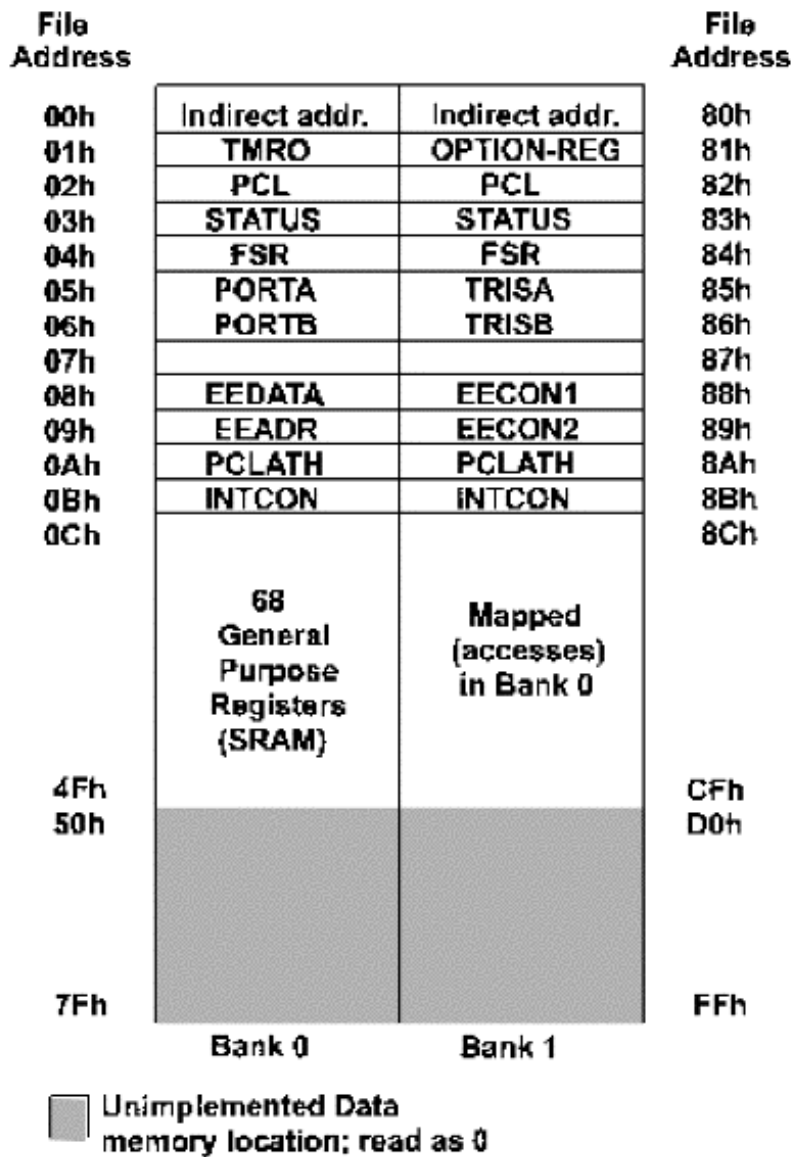 File Address File Address
00h Indirect addr. Indirect addr. 80h
01h TMRO OPTION-REG 81h
02h PCL PCL 82h
03h STATUS STATUS 83h
04h FSR FSR 84h
05h PORTA TRISA 85h
06h PORTB TRISB 86h
07h 87h
08h EEDATA EECON1 88h
09h EEADR EECON2 89h
0Ah PCLATH PCLATH 8Ah
0Bh INTCON INTCON 8Bh
0Ch 8Ch
68
General
Purpose
Registers
(SRAM)
Mapped
(accesses)
in Bank 0
4Fh CFh
50h D0h
7Fh FFh
Bank 0 Bank 1
Unimplemented Data
memory location; read as 0